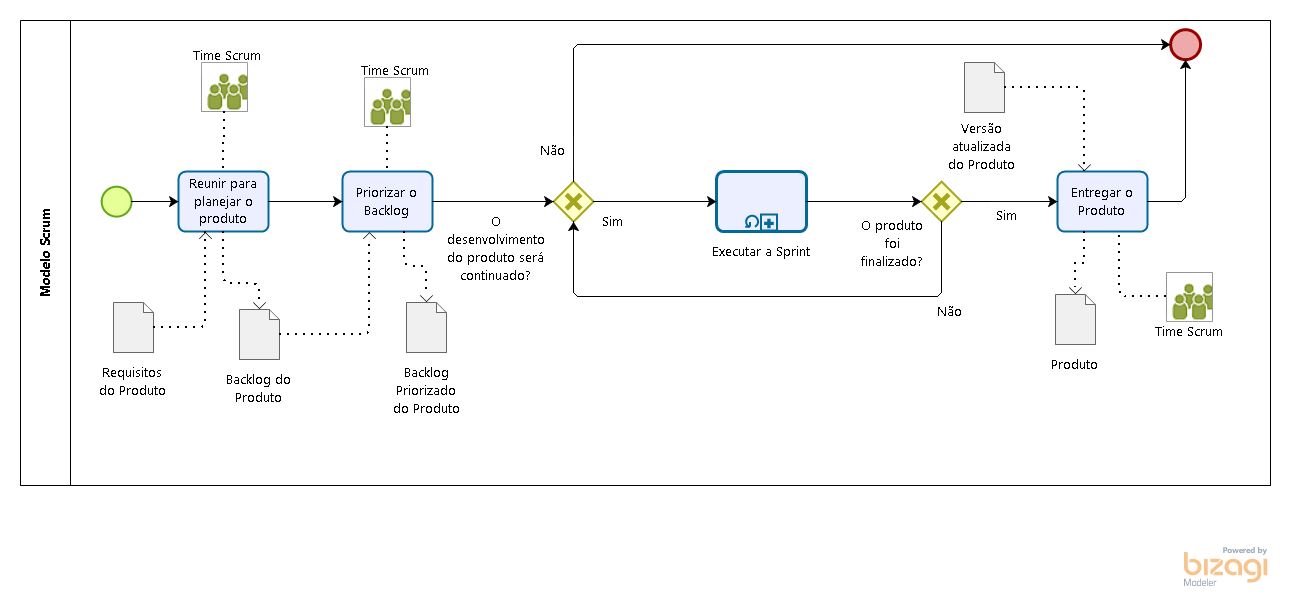 Modelo Scrum
Time Scrum
Reunir para
planejar o
produto
Requisitos
do Produto
Backlog do
Produto
Time Scrum
Priorizar o
Backlog
Backlog
Priorizado
do Produto
O
desenvolvimento
do produto será
continuado?
Não
Sim
Executar a Sprint
O produto
foi
finalizado?
Não
Sim
Versão
atualizada
do Produto
Entregar o
Produto
Produto
Time Scrum
Powered by
bizagi
Modeler